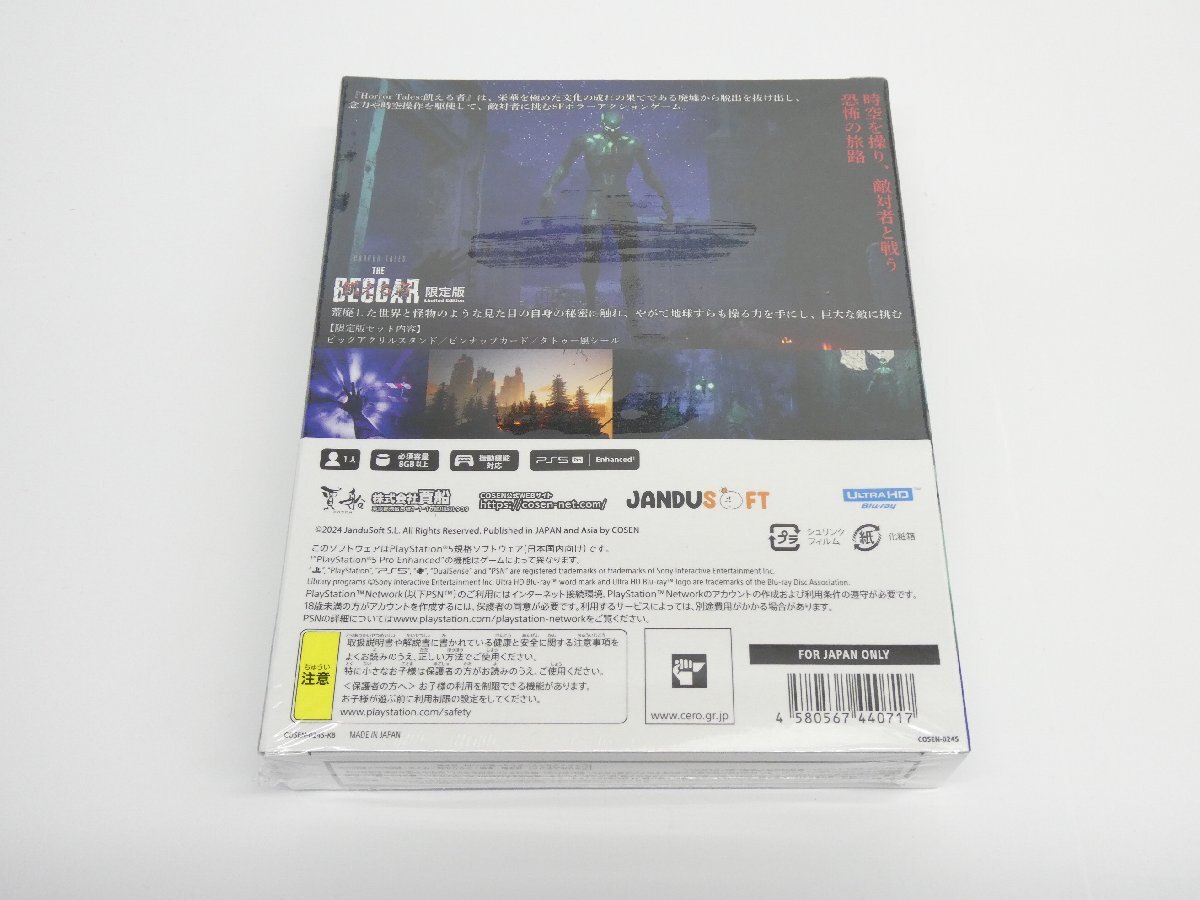 『Horror Tales:餓える者』は、栄華を極めた文化の成れの果てである廃墟から脱出を抜け出し、
念力や時空操作を駆使して、敵対者に挑むSFホラーアクションゲーム。
時空を操り、敵対者と戦う
恐怖の旅路
HORROR TALES
THE
BEGGAR
餓える者
限定版
Limited Edition
荒廃した世界と怪物のような見た目の自身の秘密に触れ、やがて地球すらも操る力を手にし、巨大な敵に挑む
【限定版セット内容】
ビックアクリルスタンド／ピンナップカード／タトゥー風シール
1人
必須容量
8GB以上
振動機能
対応
PS5 Pro Enhanced
賈船
COSEN
株式会社賈船
COSEN公式WEBサイト
https://cosen-net.com/
JANDUSOFT
ULTRA HD
Blu-ray™
©2024 JanduSoft S.L. All Rights Reserved. Published in JAPAN and Asia by COSEN
プラ
シュリンク
フィルム
紙
化粧箱
このソフトウェアはPlayStation®5規格ソフトウェア(日本国内向け)です。
"PlayStation®5 Pro Enhanced"の機能はゲームによって異なります。
"PlayStation", "PS5", "DualSense" and "PSN" are registered trademarks or trademarks of Sony Interactive Entertainment Inc.
Library programs ©Sony Interactive Entertainment Inc. Ultra HD Blu-ray™ word mark and Ultra HD Blu-ray™ logo are trademarks of the Blu-ray Disc Association.
PlayStation™Network(以下PSN™)のご利用にはインターネット接続環境、PlayStation™Networkのアカウントの作成および利用条件の遵守が必要です。
18歳未満の方がアカウントを作成するには、保護者の同意が必要です。利用するサービスによっては、別途費用がかかる場合があります。
PSNの詳細についてはwww.playstation.com/playstation-networkをご覧ください。
ちゅうい
注意
取扱説明書や解説書に書かれている健康と安全に関する注意事項を
よくお読みのうえ、正しい方法でご使用ください。
特に小さなお子様は保護者の方がお読みのうえ、ご使用ください。
＜保護者の方へ＞お子様の利用を制限できる機能があります。
お子様が遊ぶ前に利用制限の設定をしてください。
www.playstation.com/safety
www.cero.gr.jp
FOR JAPAN ONLY
4 580567 440717
COSEN-0245-KB MADE IN JAPAN
COSEN-0245